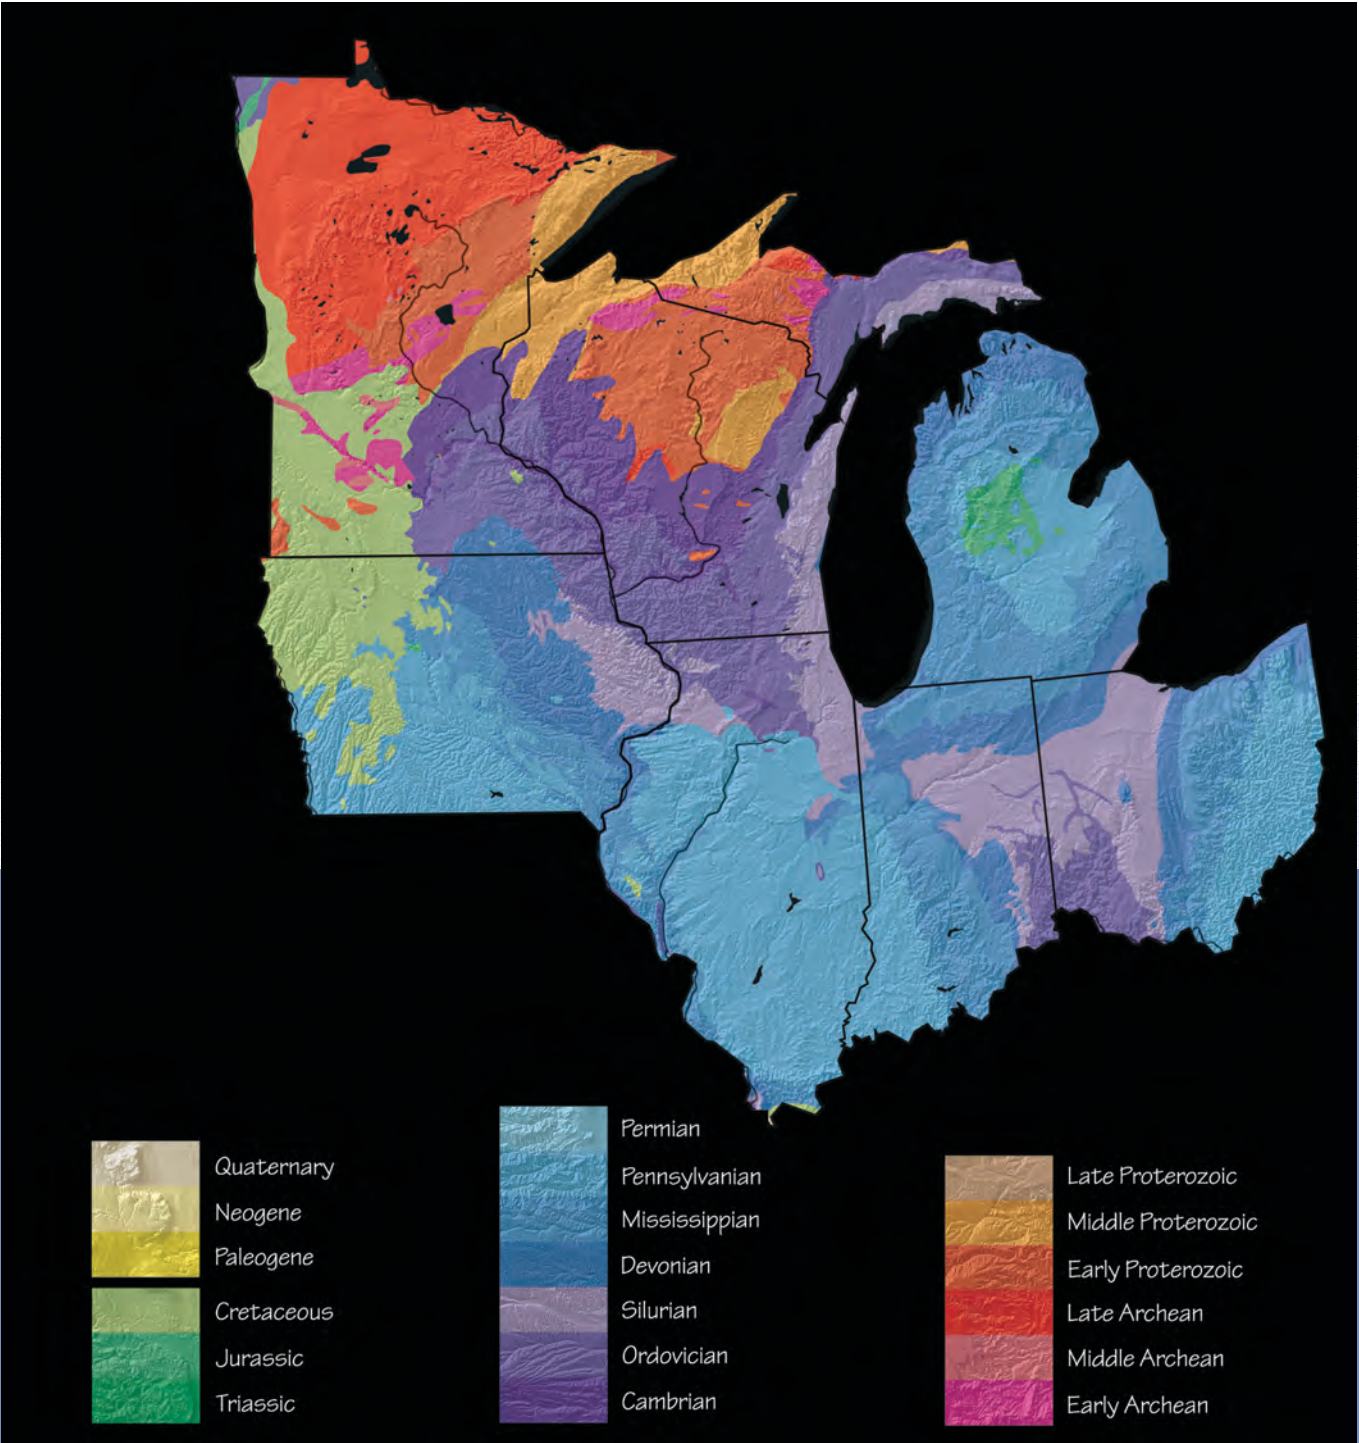 Quaternary
Neogene
Paleogene
Cretaceous
Jurassic
Triassic
Permian
Pennsylvanian
Mississippian
Devonian
Silurian
Ordovician
Cambrian
Late Proterozoic
Middle Proterozoic
Early Proterozoic
Late Archean
Middle Archean
Early Archean